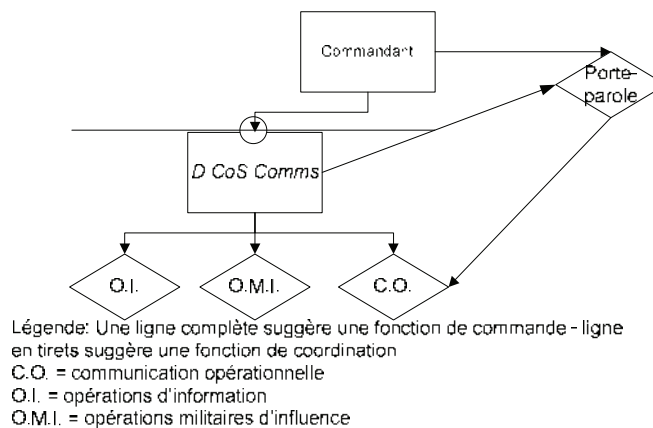 Commandant
Porte-
parole
D CoS Comms
O.I.
O.M.I.
C.O.
Légende: Une ligne complète suggère une fonction de commande - ligne
en tirets suggère une fonction de coordination
C.O. = communication opérationnelle
O.I. = opérations d'information
O.M.I. = opérations militaires d'influence